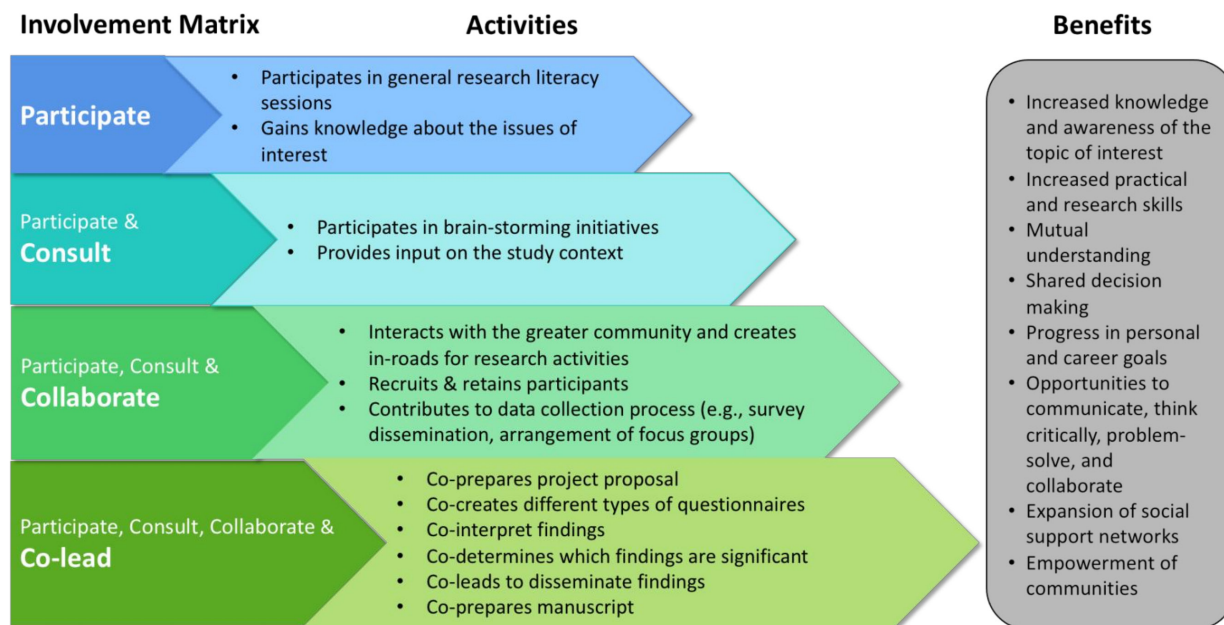 Involvement Matrix
Activities
Benefits
Participate
• Participates in general research literacy
sessions
• Gains knowledge about the issues of
interest
Participate &
Consult
• Participates in brain-storming initiatives
• Provides input on the study context
Participate, Consult &
Collaborate
• Interacts with the greater community and creates
in-roads for research activities
• Recruits & retains participants
• Contributes to data collection process (e.g., survey
dissemination, arrangement of focus groups)
Participate, Consult, Collaborate &
Co-lead
• Co-prepares project proposal
• Co-creates different types of questionnaires
• Co-interpret findings
• Co-determines which findings are significant
• Co-leads to disseminate findings
• Co-prepares manuscript
• Increased knowledge
and awareness of the
topic of interest
• Increased practical
and research skills
• Mutual
understanding
• Shared decision
making
• Progress in personal
and career goals
• Opportunities to
communicate, think
critically, problem-
solve, and
collaborate
• Expansion of social
support networks
• Empowerment of
communities